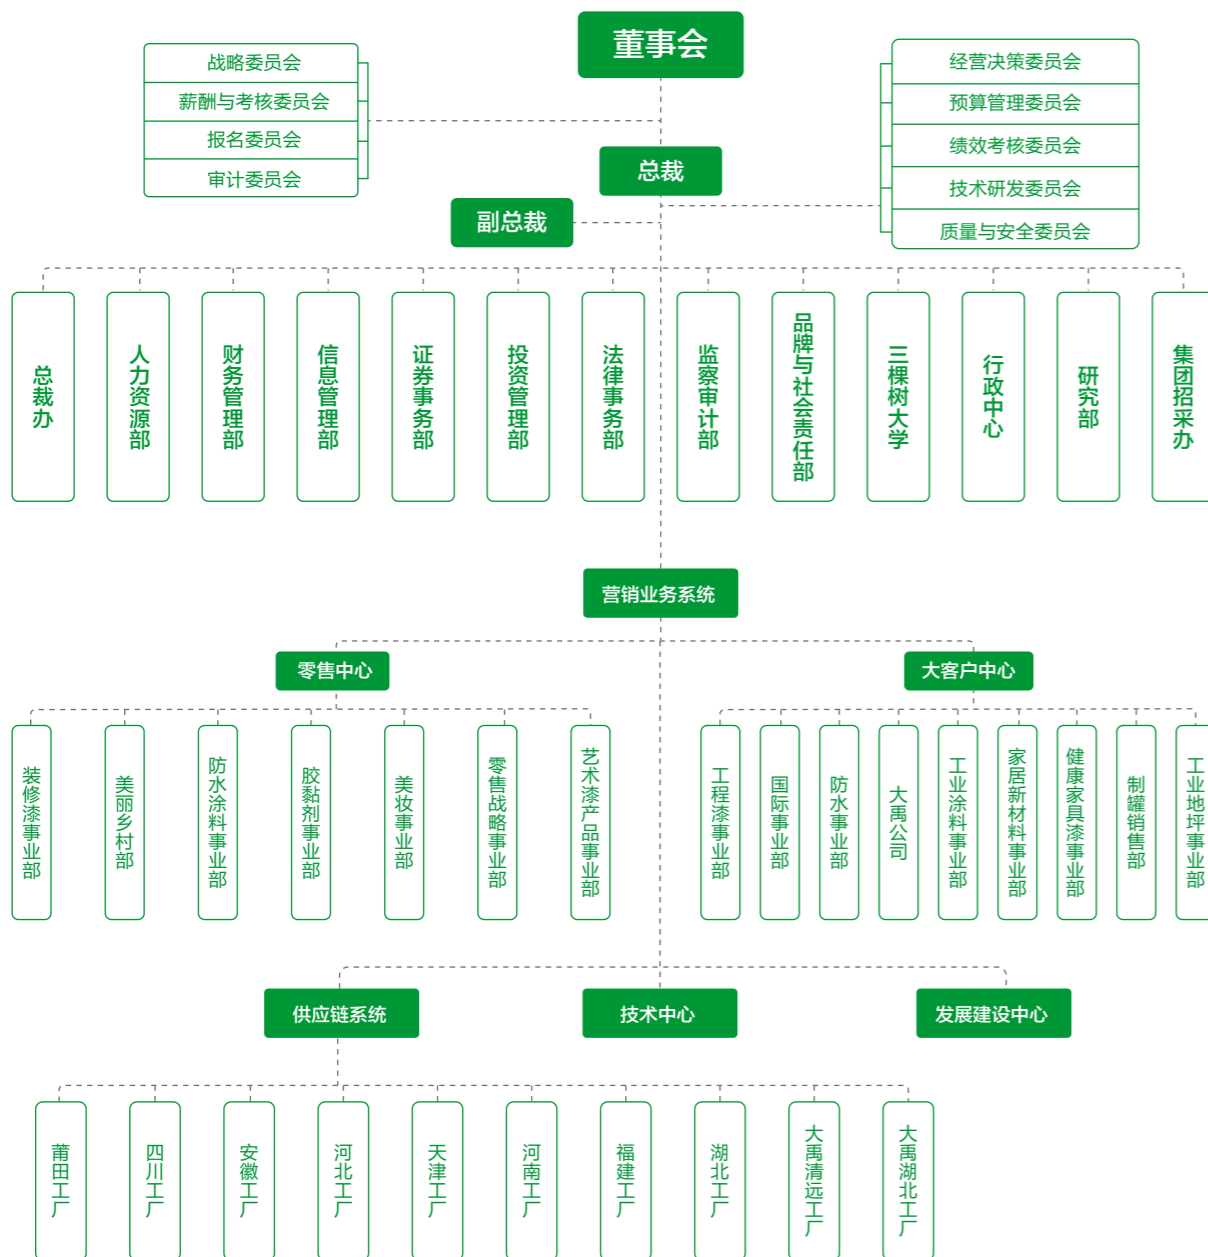 董事会
战略委员会
薪酬与考核委员会
报名委员会
审计委员会
经营决策委员会
预算管理委员会
绩效考核委员会
技术研发委员会
质量与安全委员会
总裁
副总裁
总裁办
人力资源部
财务管理部
信息管理部
证券事务部
投资管理部
法律事务部
监察审计部
品牌与社会责任部
三棵树大学
行政中心
研究部
集团招采办
营销业务系统
零售中心
大客户中心
装修漆事业部
美丽乡村部
防水涂料事业部
胶黏剂事业部
美妆事业部
零售战略事业部
艺术漆产品事业部
工程漆事业部
国际事业部
防水事业部
大禹公司
工业涂料事业部
家居新材料事业部
健康家具漆事业部
制罐销售部
工业地坪事业部
供应链系统
技术中心
发展建设中心
莆田工厂
四川工厂
安徽工厂
河北工厂
天津工厂
河南工厂
福建工厂
湖北工厂
大禹清远工厂
大禹湖北工厂